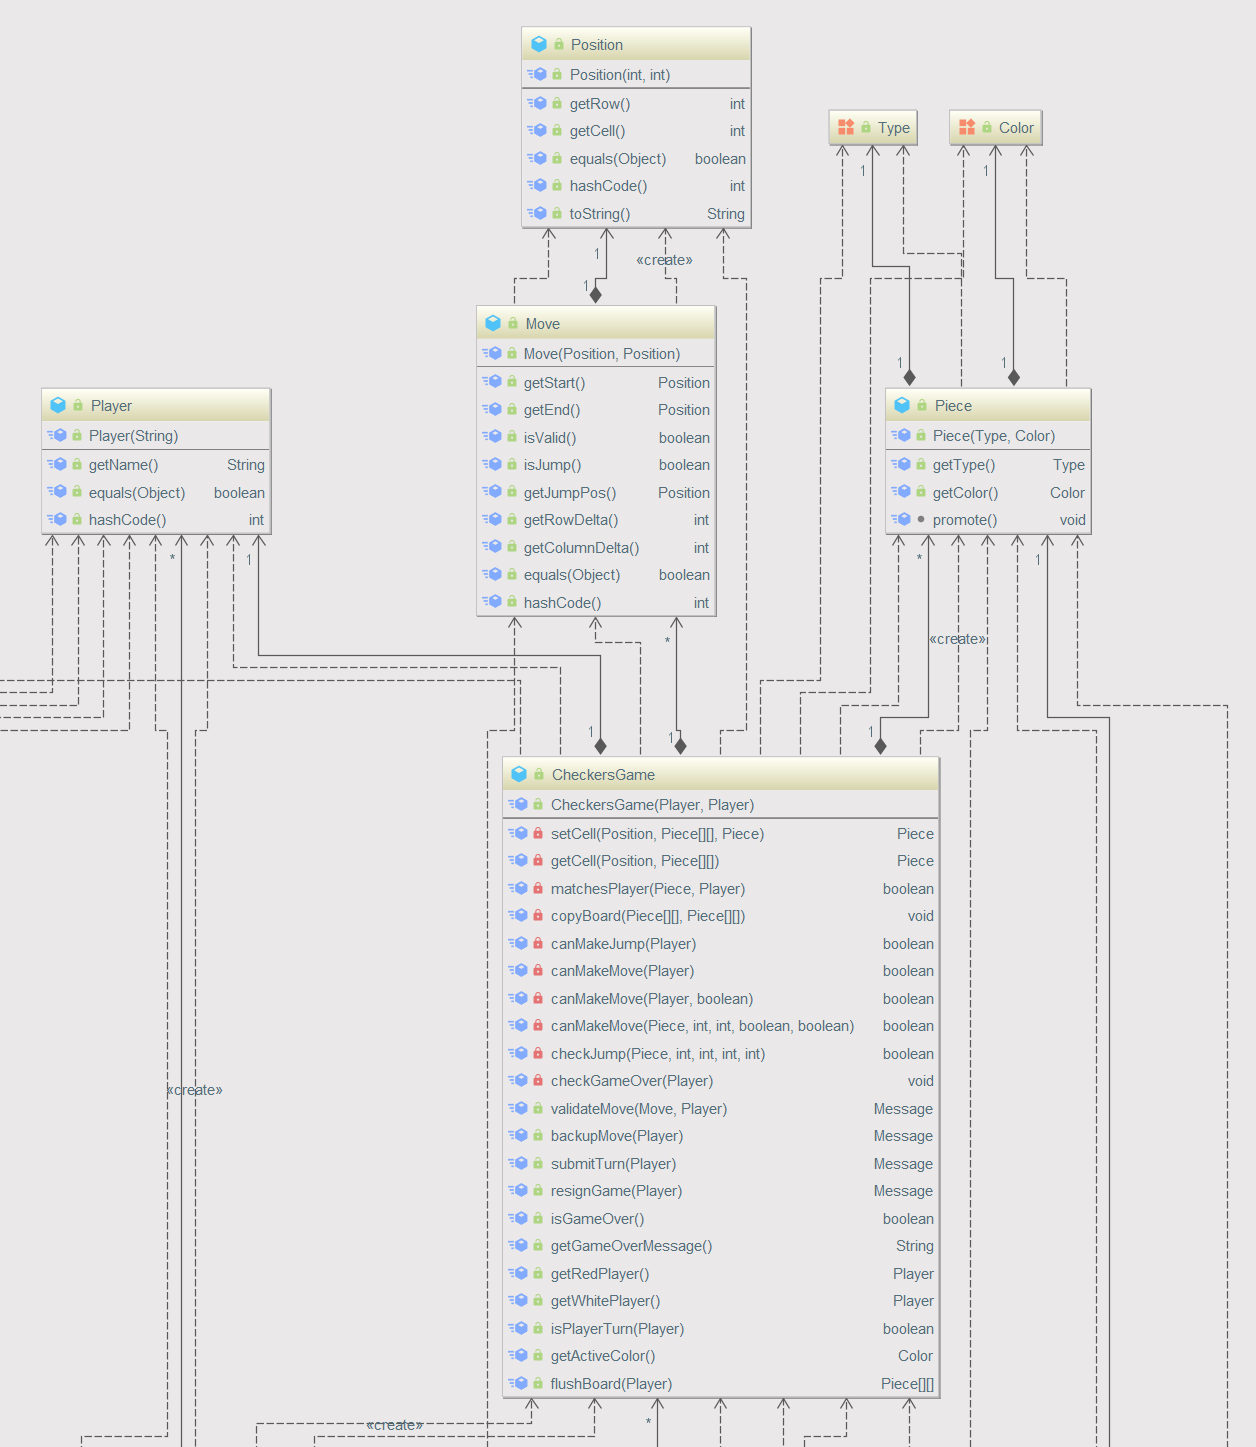 Position
Position(int, int)
getRow() int
getCell() int
equals(Object) boolean
hashCode() int
toString() String
Type
Color
1
1
1
«create»
1
Move
Move(Position, Position)
getStart() Position
getEnd() Position
isValid() boolean
isJump() boolean
getJumpPos() Position
getRowDelta() int
getColumnDelta() int
equals(Object) boolean
hashCode() int
1
1
Player
Player(String)
getName() String
equals(Object) boolean
hashCode() int
Piece
Piece(Type, Color)
getType() Type
getColor() Color
promote() void
*
1
*
1
*
«create»
1
1
1
CheckersGame
CheckersGame(Player, Player)
setCell(Position, Piece[][], Piece) Piece
getCell(Position, Piece[][]) Piece
matchesPlayer(Piece, Player) boolean
copyBoard(Piece[][], Piece[][]) void
canMakeJump(Player) boolean
canMakeMove(Player) boolean
canMakeMove(Player, boolean) boolean
canMakeMove(Piece, int, int, boolean, boolean) boolean
checkJump(Piece, int, int, int, int) boolean
checkGameOver(Player) void
validateMove(Move, Player) Message
backupMove(Player) Message
submitTurn(Player) Message
resignGame(Player) Message
isGameOver() boolean
getGameOverMessage() String
getRedPlayer() Player
getWhitePlayer() Player
isPlayerTurn(Player) boolean
getActiveColor() Color
flushBoard(Player) Piece[][]
«create»
«create»
*